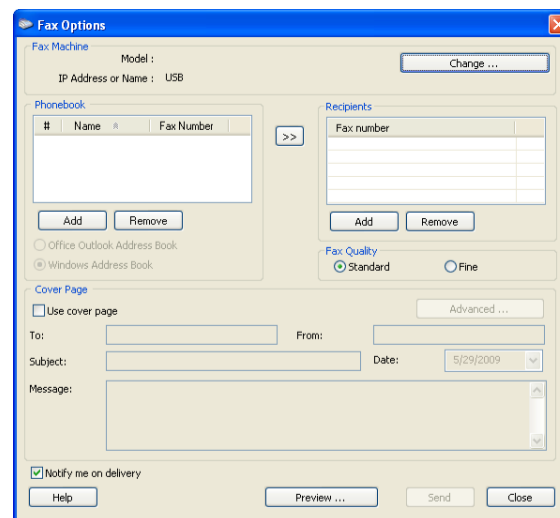 Fax Options
Fax Machine
Model :
Change ...
IP Address or Name : USB
Phonebook
# Name Fax Number
>>
Recipients
Fax number
Add Remove
Add Remove
Office Outlook Address Book
Windows Address Book
Fax Quality
Standard Fine
Cover Page
Use cover page
Advanced ...
To: From:
Subject: Date: 5/29/2009
Message:
Notify me on delivery
Help Preview ... Send Close